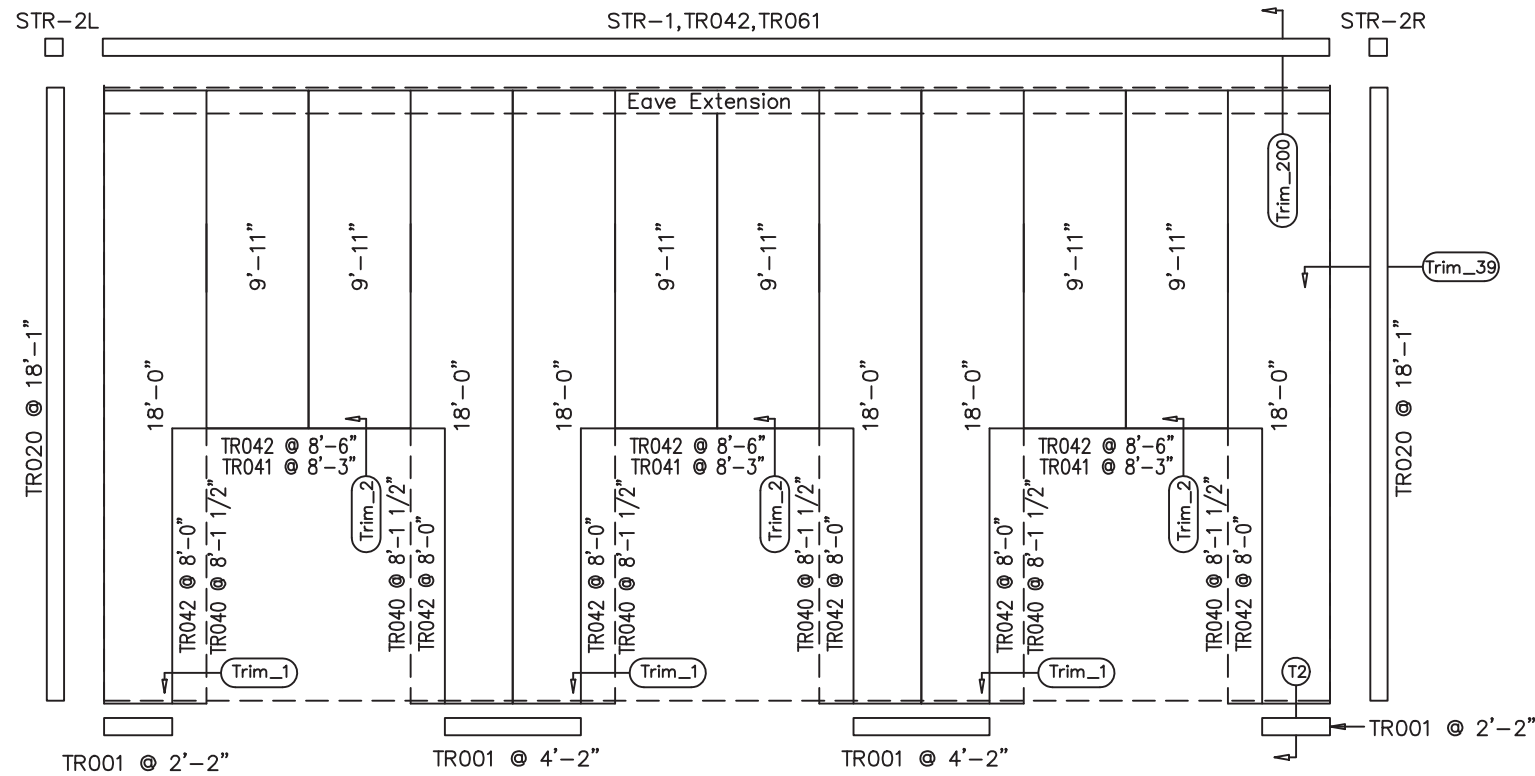 STR-2L
STR-1,TR042,TR061
STR-2R
Eave Extension
Trim_200
9'-11"
9'-11"
9'-11"
9'-11"
9'-11"
9'-11"
Trim_39
TR020 @ 18'-1"
18'-0"
18'-0"
18'-0"
18'-0"
18'-0"
18'-0"
TR020 @ 18'-1"
TR042 @ 8'-6"
TR041 @ 8'-3"
TR042 @ 8'-6"
TR041 @ 8'-3"
TR042 @ 8'-6"
TR041 @ 8'-3"
Trim_2
Trim_2
Trim_2
TR042 @ 8'-0"
TR040 @ 8'-1 1/2"
TR040 @ 8'-1 1/2"
TR042 @ 8'-0"
TR042 @ 8'-0"
TR040 @ 8'-1 1/2"
TR040 @ 8'-1 1/2"
TR042 @ 8'-0"
TR042 @ 8'-0"
TR040 @ 8'-1 1/2"
TR040 @ 8'-1 1/2"
TR042 @ 8'-0"
Trim_1
Trim_1
Trim_1
T2
TR001 @ 2'-2"
TR001 @ 4'-2"
TR001 @ 4'-2"
TR001 @ 2'-2"